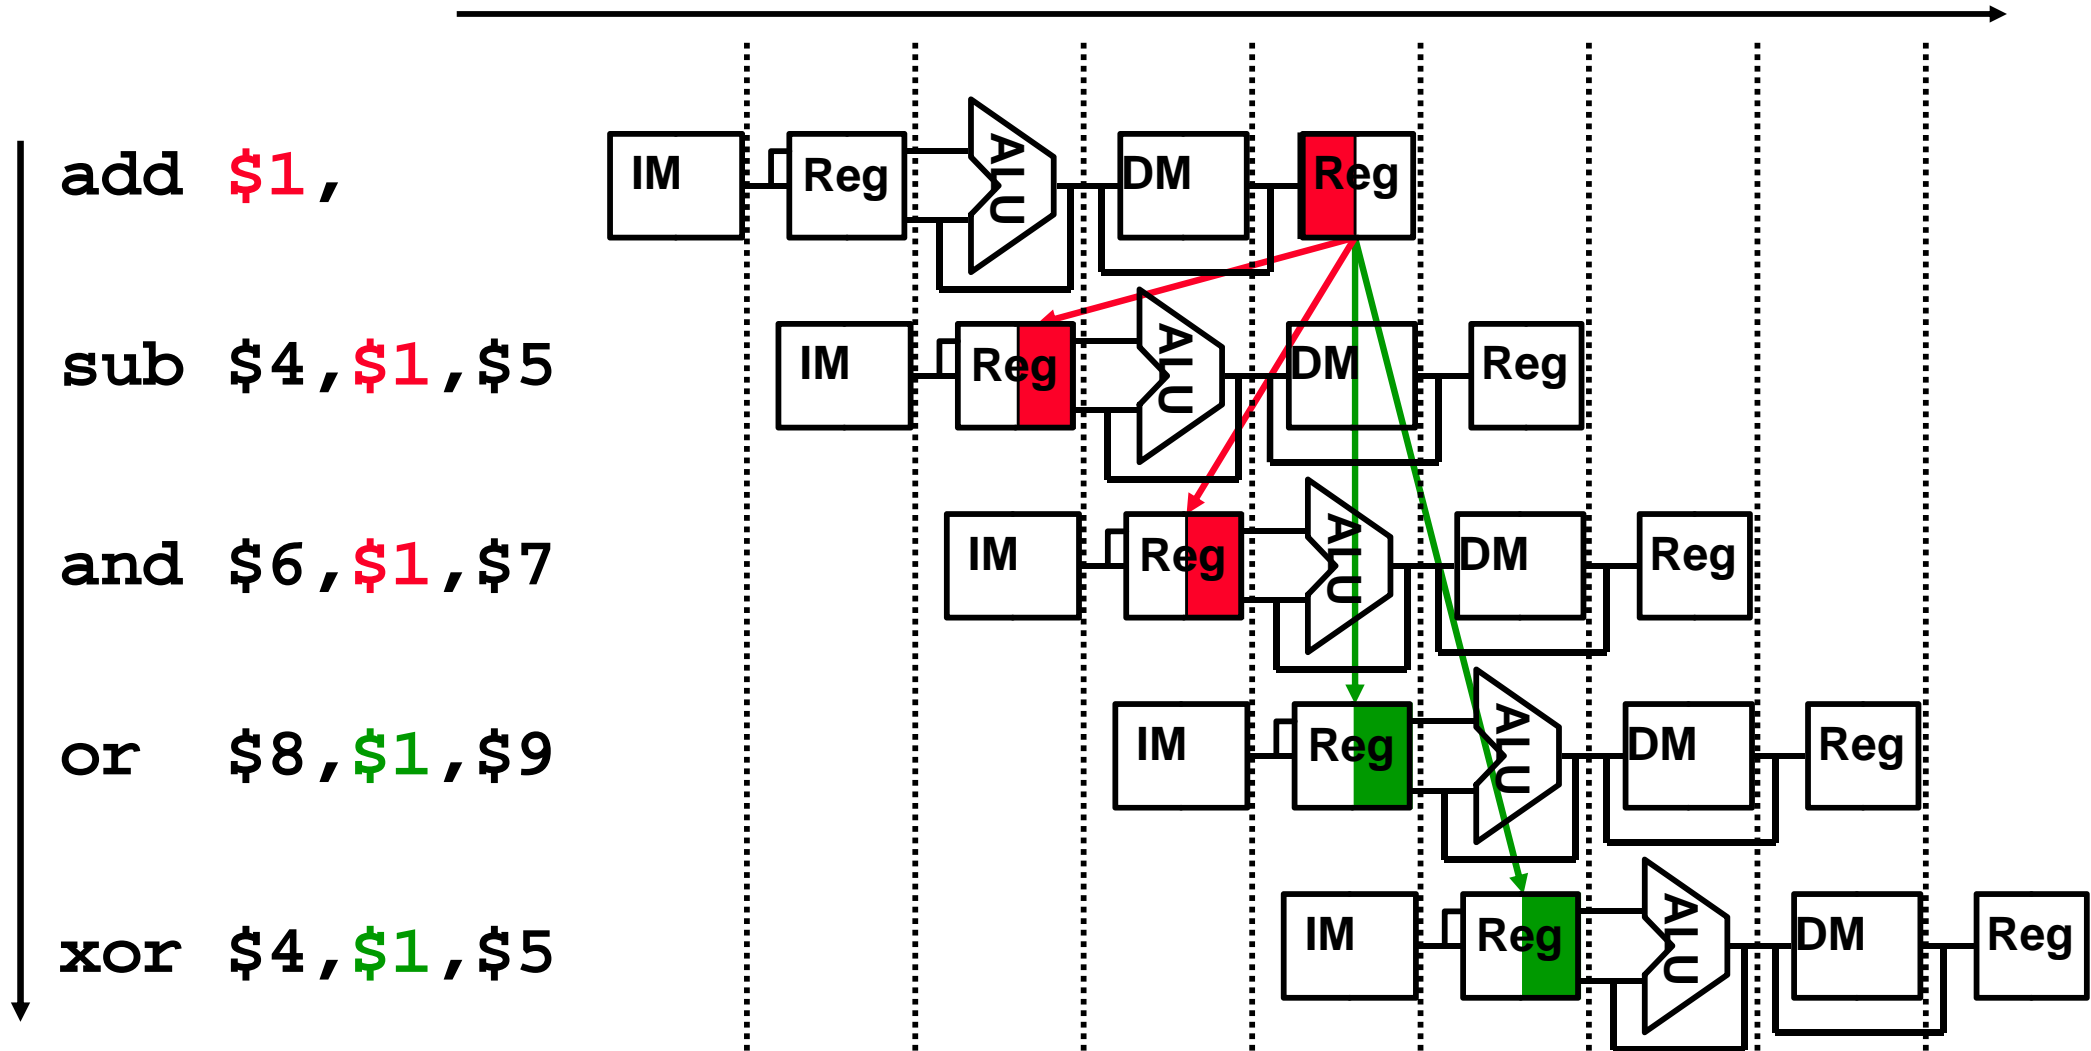 add $1, IM Reg ALU DM Reg
sub $4,$1,$5 IM Reg ALU DM Reg
and $6,$1,$7 IM Reg ALU DM Reg
or $8,$1,$9 IM Reg ALU DM Reg
xor $4,$1,$5 IM Reg ALU DM Reg